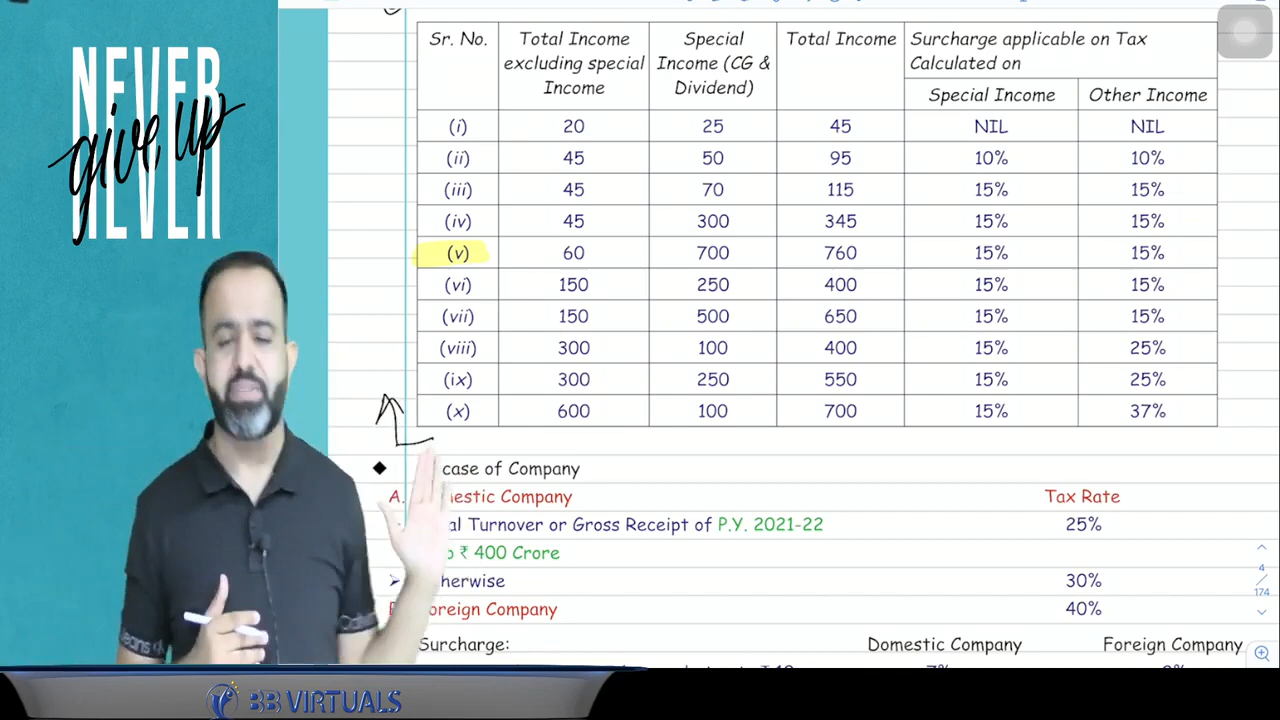 NEVER
give up
NEVER
Sr. No. Total Income excluding special Income Special Income (CG & Dividend) Total Income Surcharge applicable on Tax Calculated on
Special Income Other Income
(i) 20 25 45 NIL NIL
(ii) 45 50 95 10% 10%
(iii) 45 70 115 15% 15%
(iv) 45 300 345 15% 15%
(v) 60 700 760 15% 15%
(vi) 150 250 400 15% 15%
(vii) 150 500 650 15% 15%
(viii) 300 100 400 15% 25%
(ix) 300 250 550 15% 25%
(x) 600 100 700 15% 37%
case of Company
A. mestic Company Tax Rate
al Turnover or Gross Receipt of P.Y. 2021-22 25%
o ₹ 400 Crore
herwise 30%
oreign Company 40%
Surcharge: Domestic Company Foreign Company
4
/
174
BB VIRTUALS